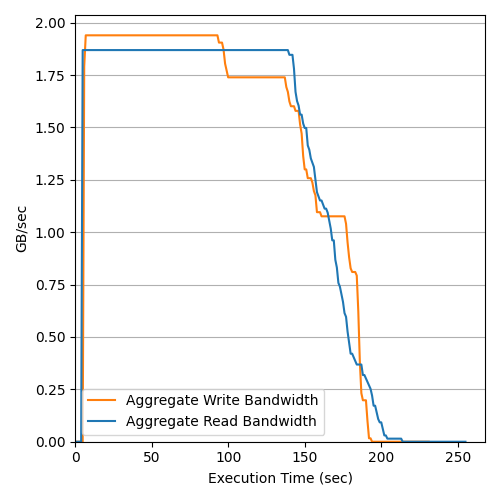 2.00
1.75
1.50
1.25
1.00
0.75
0.50
0.25
0.00
GB/sec
Aggregate Write Bandwidth
Aggregate Read Bandwidth
0 50 100 150 200 250
Execution Time (sec)